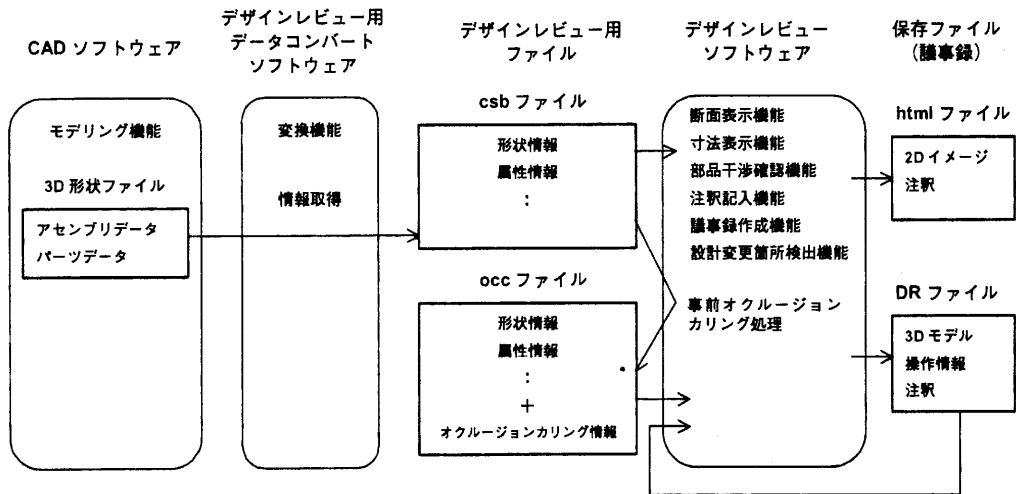 CAD ソフトウェア
モデリング機能
3D 形状ファイル
アセンブリデータ
パーツデータ
デザインレビュー用
データコンバート
ソフトウェア
変換機能
情報取得
デザインレビュー用
ファイル
csb ファイル
形状情報
属性情報
:
occ ファイル
形状情報
属性情報
:
+
オクルージョンカリング情報
デザインレビュー
ソフトウェア
断面表示機能
寸法表示機能
部品干渉確認機能
注釈記入機能
議事録作成機能
設計変更箇所検出機能
事前オクルージョン
カリング処理
保存ファイル
(議事録)
html ファイル
2D イメージ
注釈
DR ファイル
3D モデル
操作情報
注釈